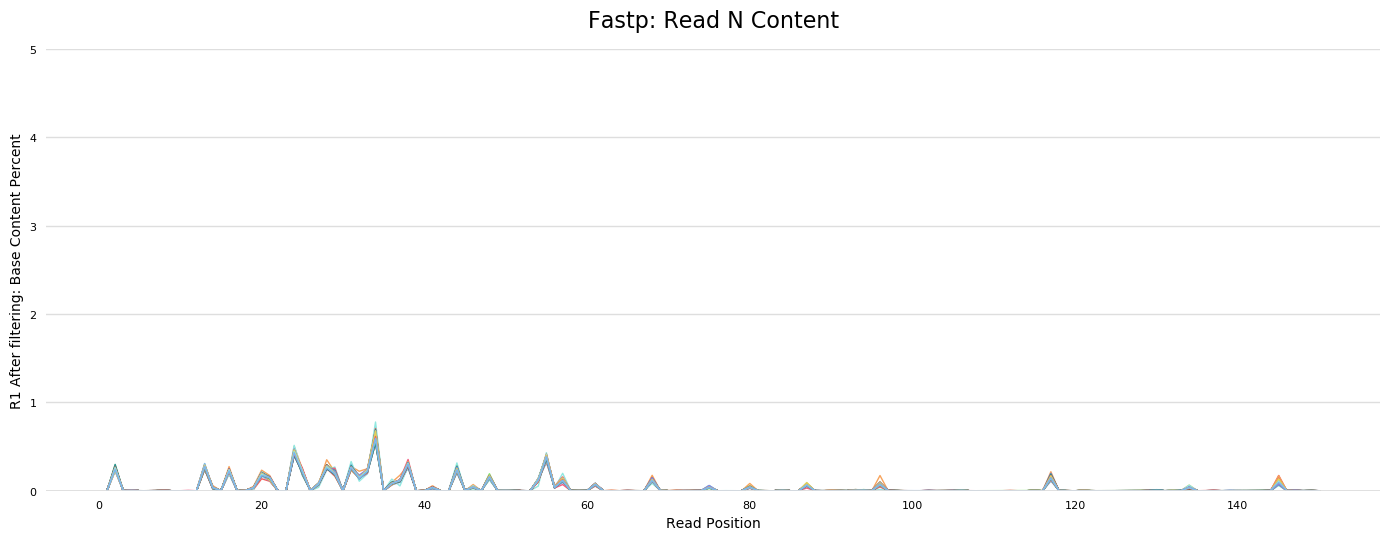 Fastp: Read N Content
R1 After filtering: Base Content Percent
5
4
3
2
1
0
0 20 40 60 80 100 120 140
Read Position